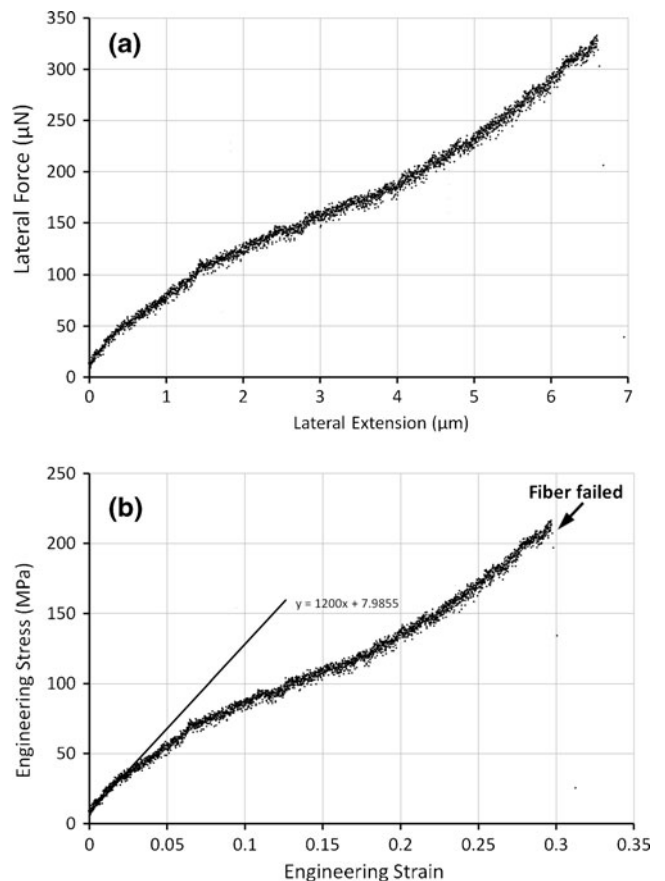 (a)
350
300
250
200
150
100
50
0
Lateral Force (µN)
0 1 2 3 4 5 6 7
Lateral Extension (µm)
(b)
Fiber failed
y = 1200x + 7.9855
250
200
150
100
50
0
Engineering Stress (MPa)
0 0.05 0.1 0.15 0.2 0.25 0.3 0.35
Engineering Strain